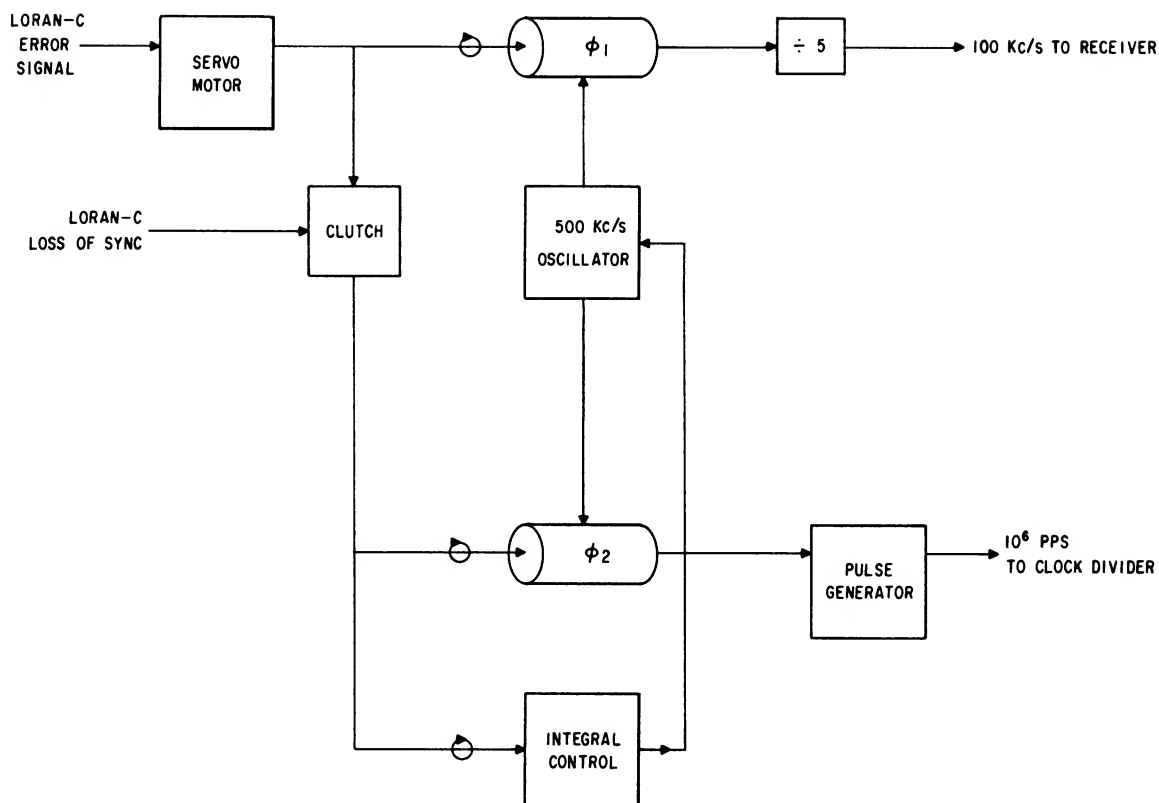 LORAN-C
ERROR
SIGNAL
SERVO
MOTOR
ϕ1
÷ 5
100 Kc/s TO RECEIVER
LORAN-C
LOSS OF SYNC
CLUTCH
500 Kc/s
OSCILLATOR
ϕ2
PULSE
GENERATOR
10⁶ PPS
TO CLOCK DIVIDER
INTEGRAL
CONTROL